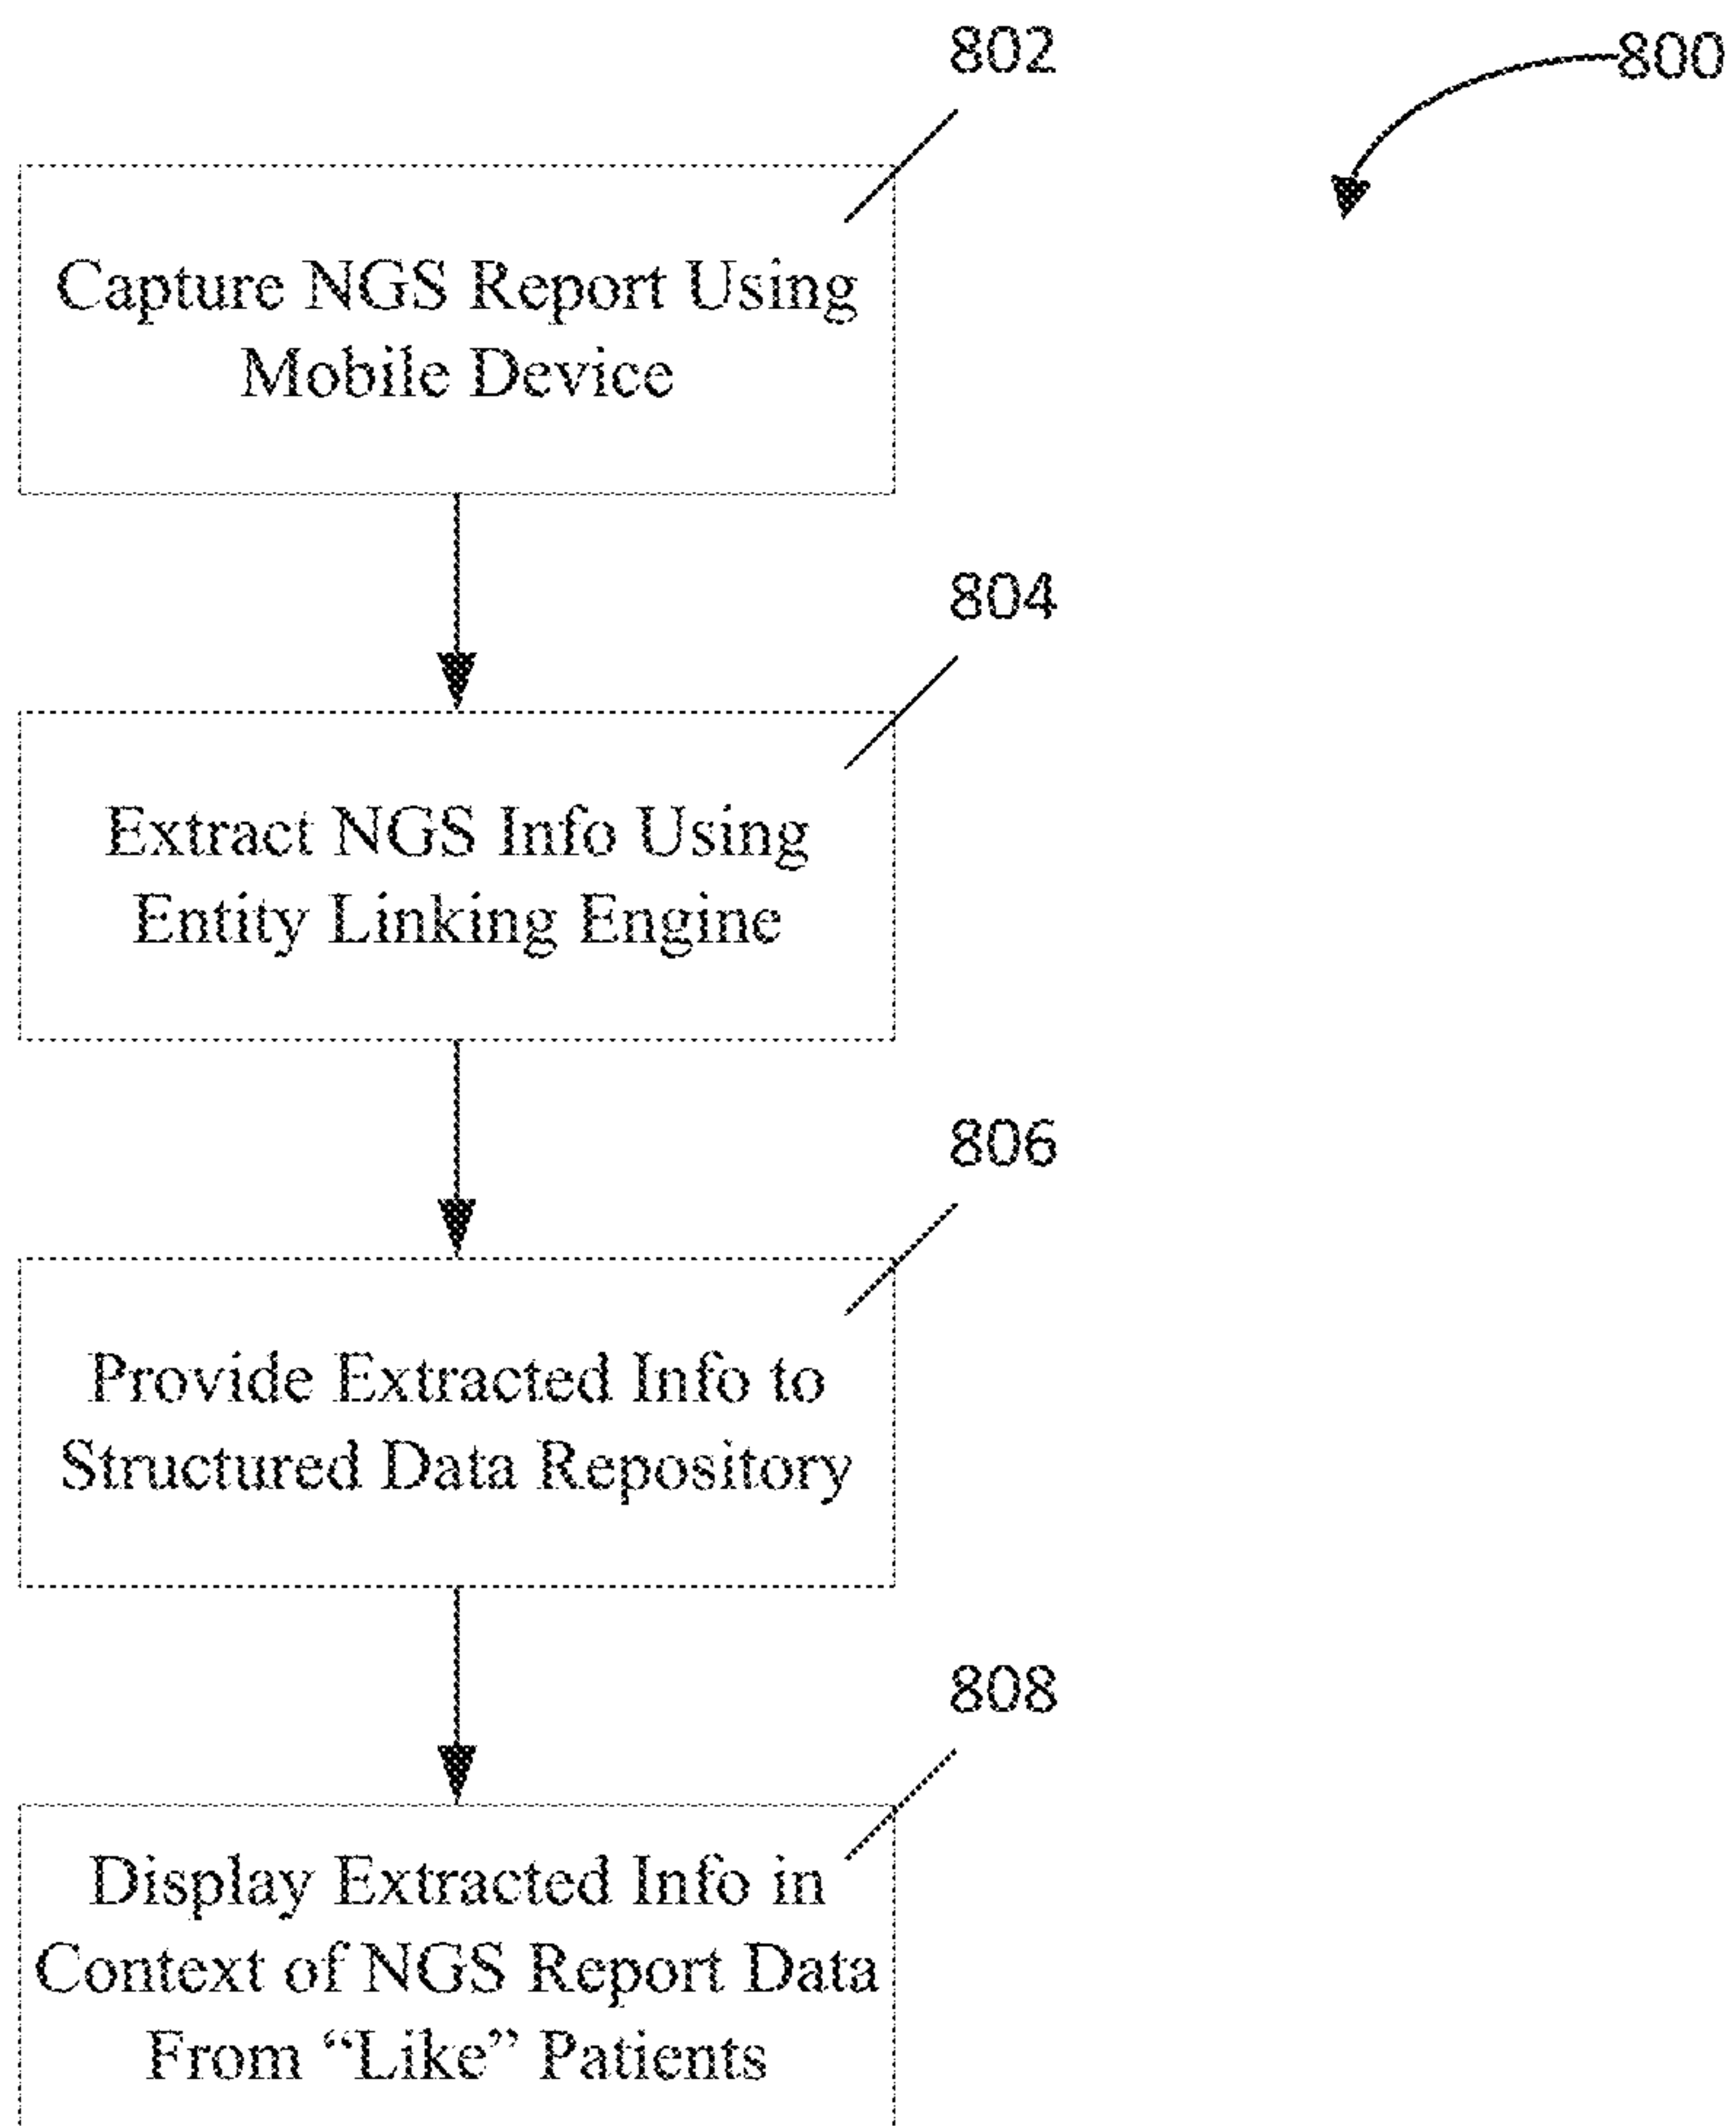 802
800
Capture NGS Report Using
Mobile Device
804
Extract NGS Info Using
Entity Linking Engine
806
Provide Extracted Info to
Structured Data Repository
808
Display Extracted Info in
Context of NGS Report Data
From “Like” Patients